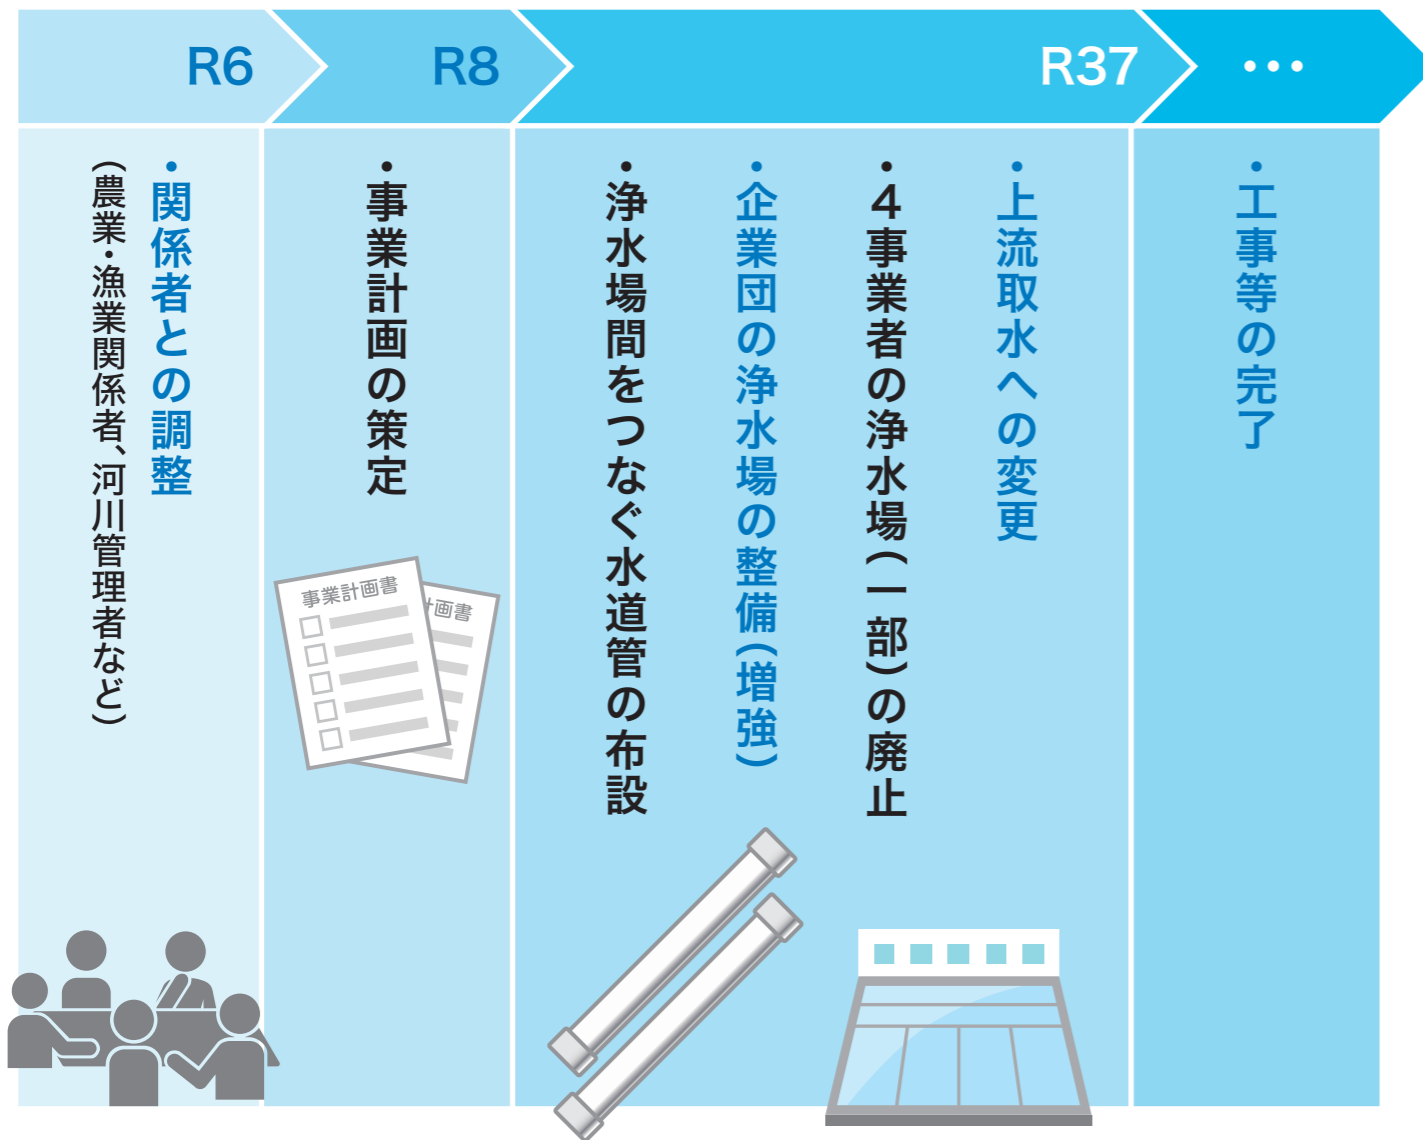 R6
R8
R37
・・・
・関係者との調整
(農業・漁業関係者、河川管理者など)
・事業計画の策定
事業計画書
計画書
・浄水場間をつなぐ水道管の布設
・企業団の浄水場の整備(増強)
・4事業者の浄水場(一部)の廃止
・上流取水への変更
・工事等の完了